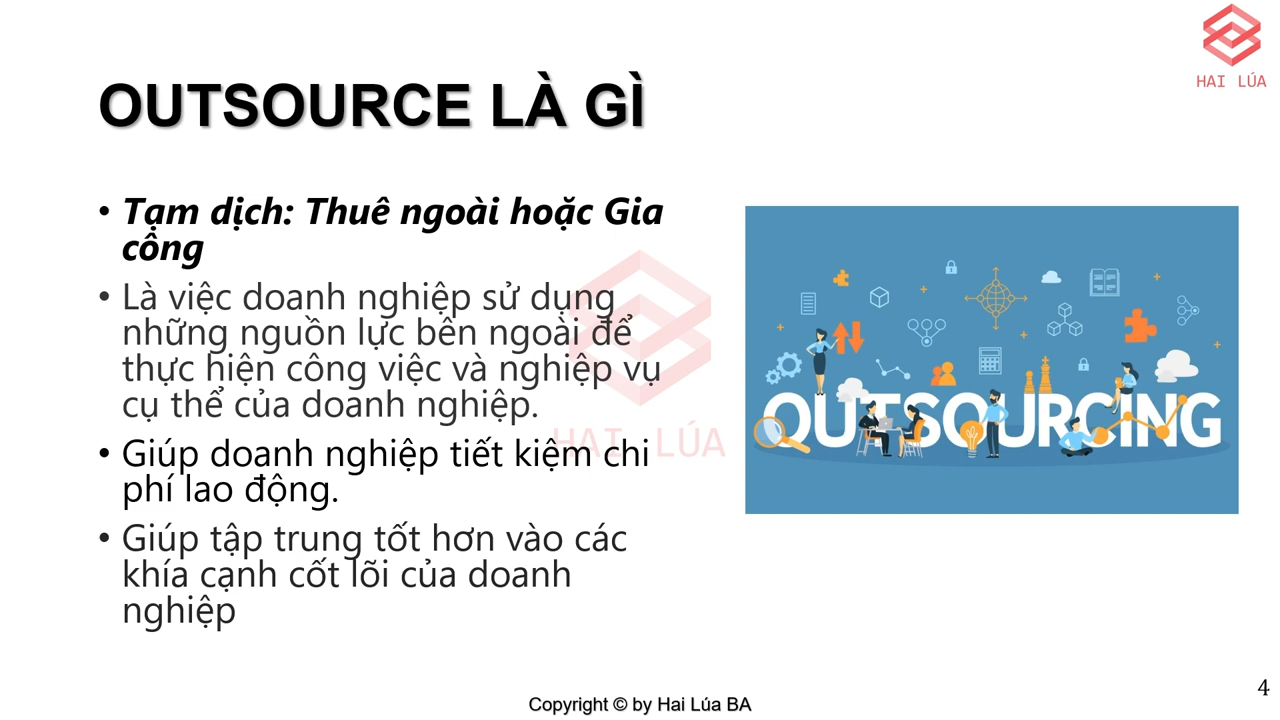 HAI LÚA
OUTSOURCE LÀ GÌ
• Tạm dịch: Thuê ngoài hoặc Gia
công
• Là việc doanh nghiệp sử dụng
những nguồn lực bên ngoài để
thực hiện công việc và nghiệp vụ
cụ thể của doanh nghiệp.
• Giúp doanh nghiệp tiết kiệm chi
phí lao động.
• Giúp tập trung tốt hơn vào các
khía cạnh cốt lõi của doanh
nghiệp
HAI LÚA
OUTSOURCING
Copyright © by Hai Lúa BA
4